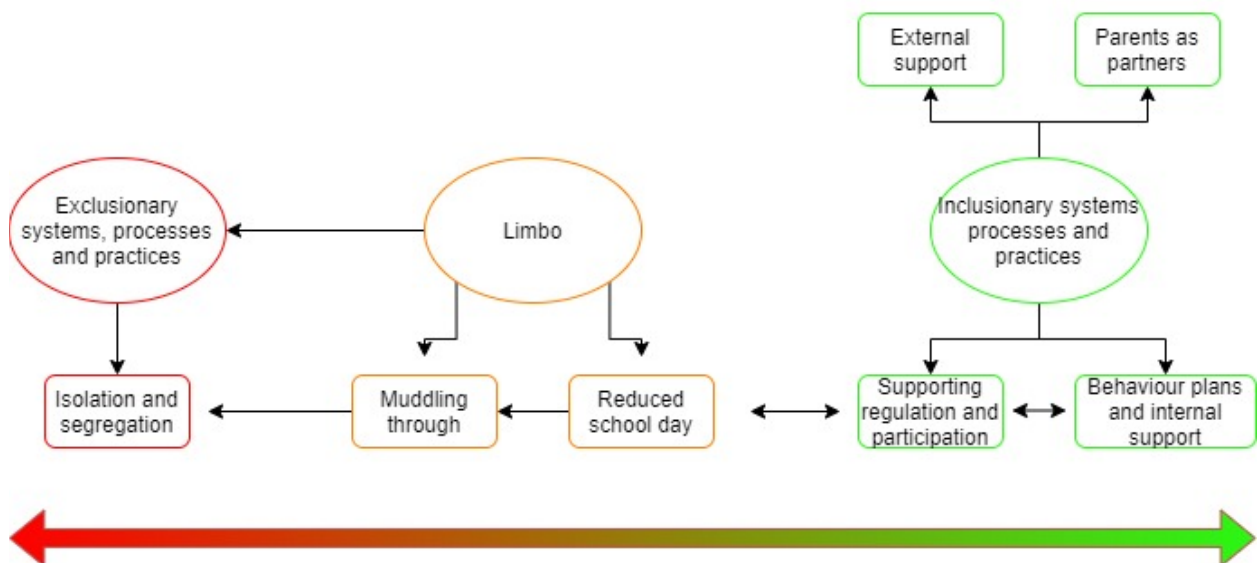 External
support
Parents as
partners
Exclusionary
systems, processes
and practices
Limbo
Inclusionary systems
processes and
practices
Isolation and
segregation
Muddling
through
Reduced
school day
Supporting
regulation and
participation
Behaviour plans
and internal
support